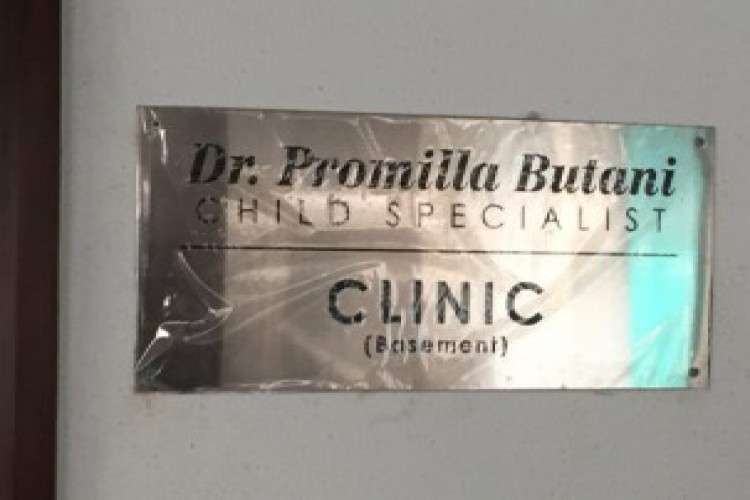 Dr. Promilla Butani
CHILD SPECIALIST
CLINIC
(Basement)